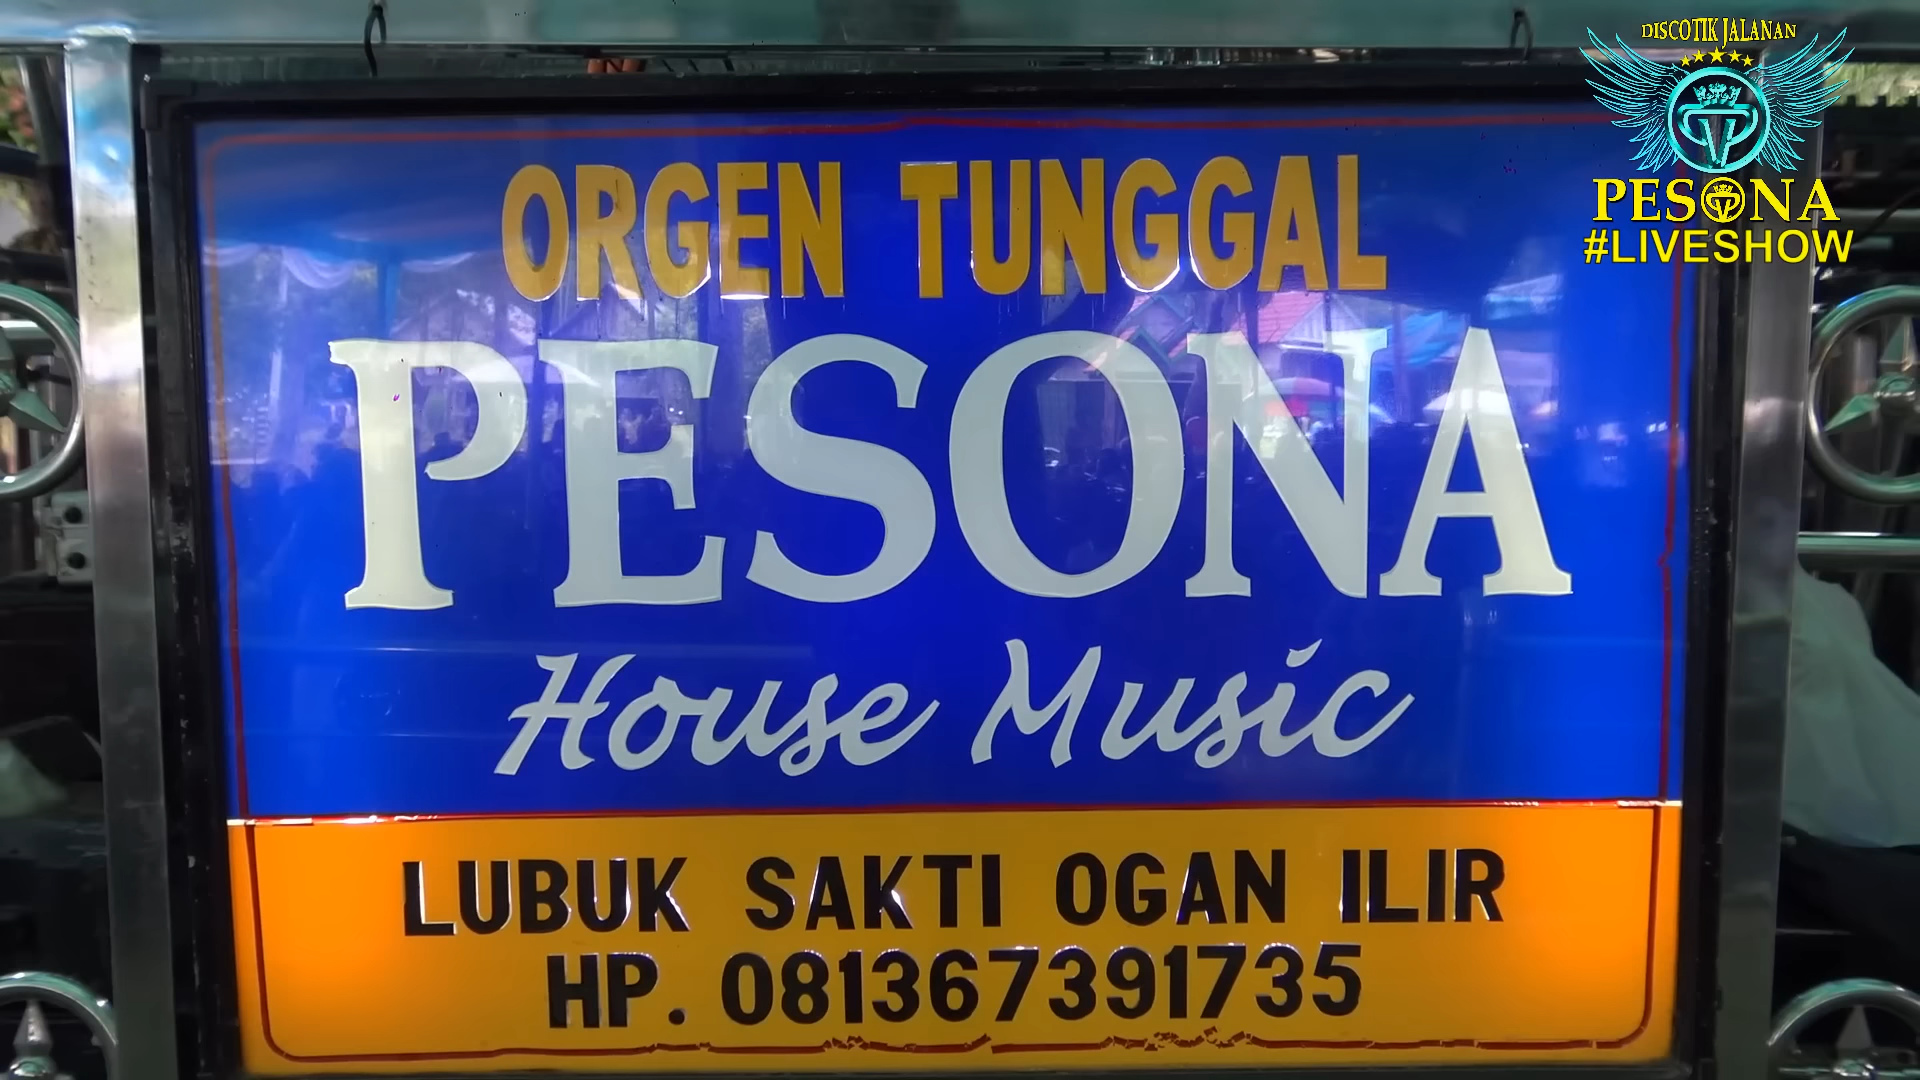 DISCOTIK JALANAN
PESONA
#LIVESHOW
ORGEN TUNGGAL
PESONA
House Music
LUBUK SAKTI OGAN ILIR
HP. 081367391735